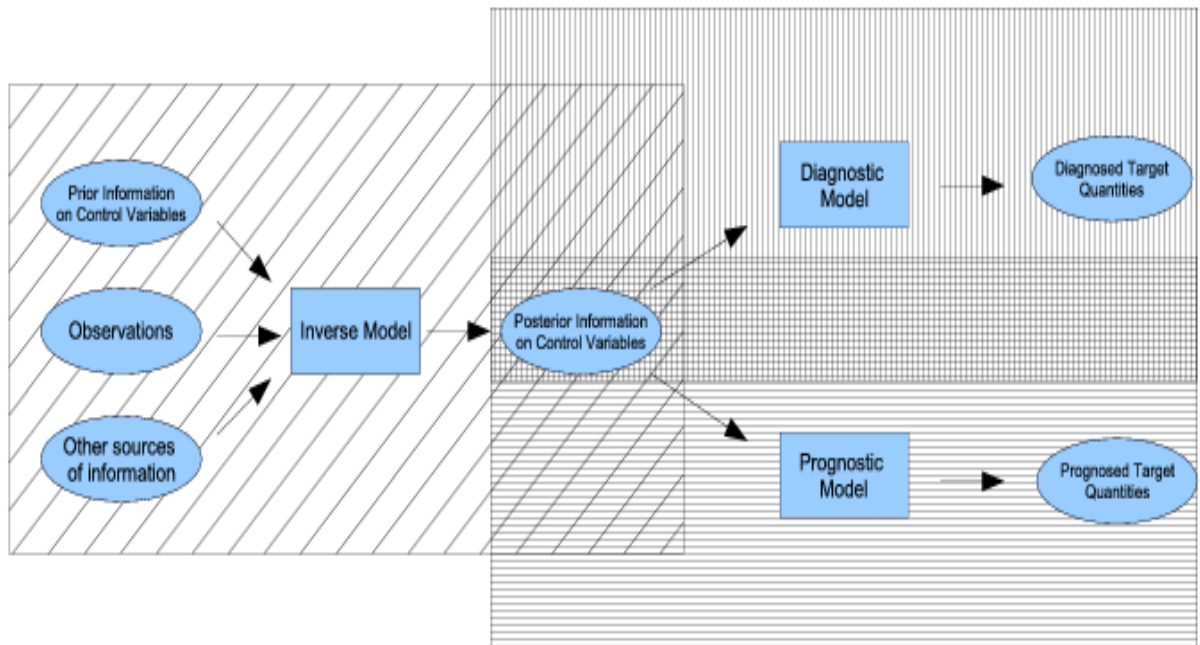 Prior Information
on Control Variables
Observations
Other sources
of information
Inverse Model
Posterior Information
on Control Variables
Diagnostic
Model
Diagnosed Target
Quantities
Prognostic
Model
Prognosed Target
Quantities